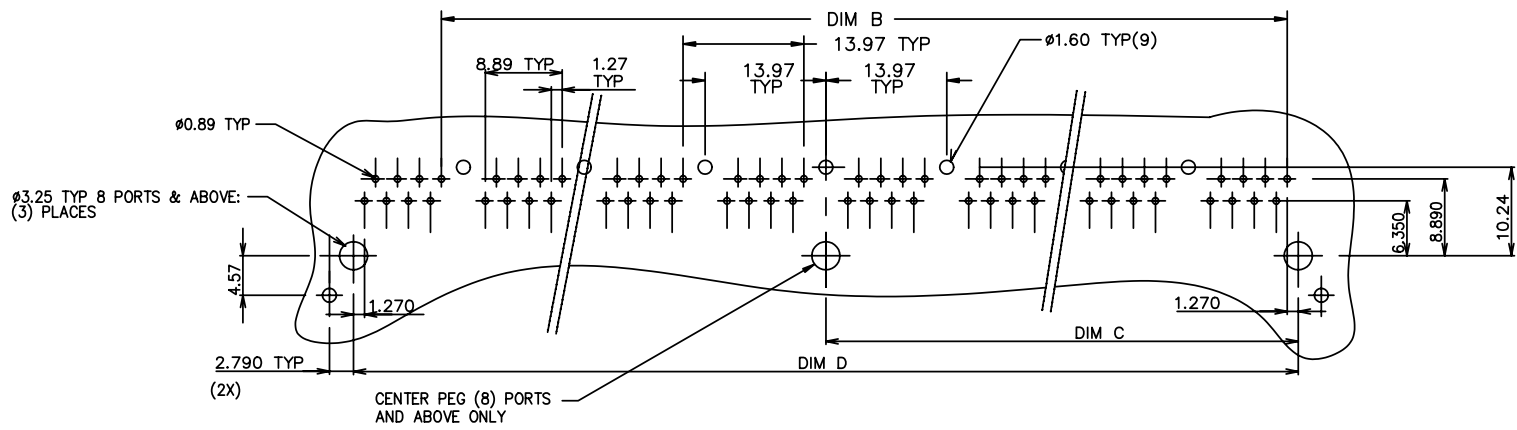 DIM B
13.97 TYP
ø1.60 TYP(9)
8.89 TYP
1.27
TYP
13.97
TYP
13.97
TYP
ø0.89 TYP
ø3.25 TYP 8 PORTS & ABOVE:
(3) PLACES
6.350
8.890
10.24
4.57
1.270
1.270
DIM C
2.790 TYP
(2X)
DIM D
CENTER PEG (8) PORTS
AND ABOVE ONLY